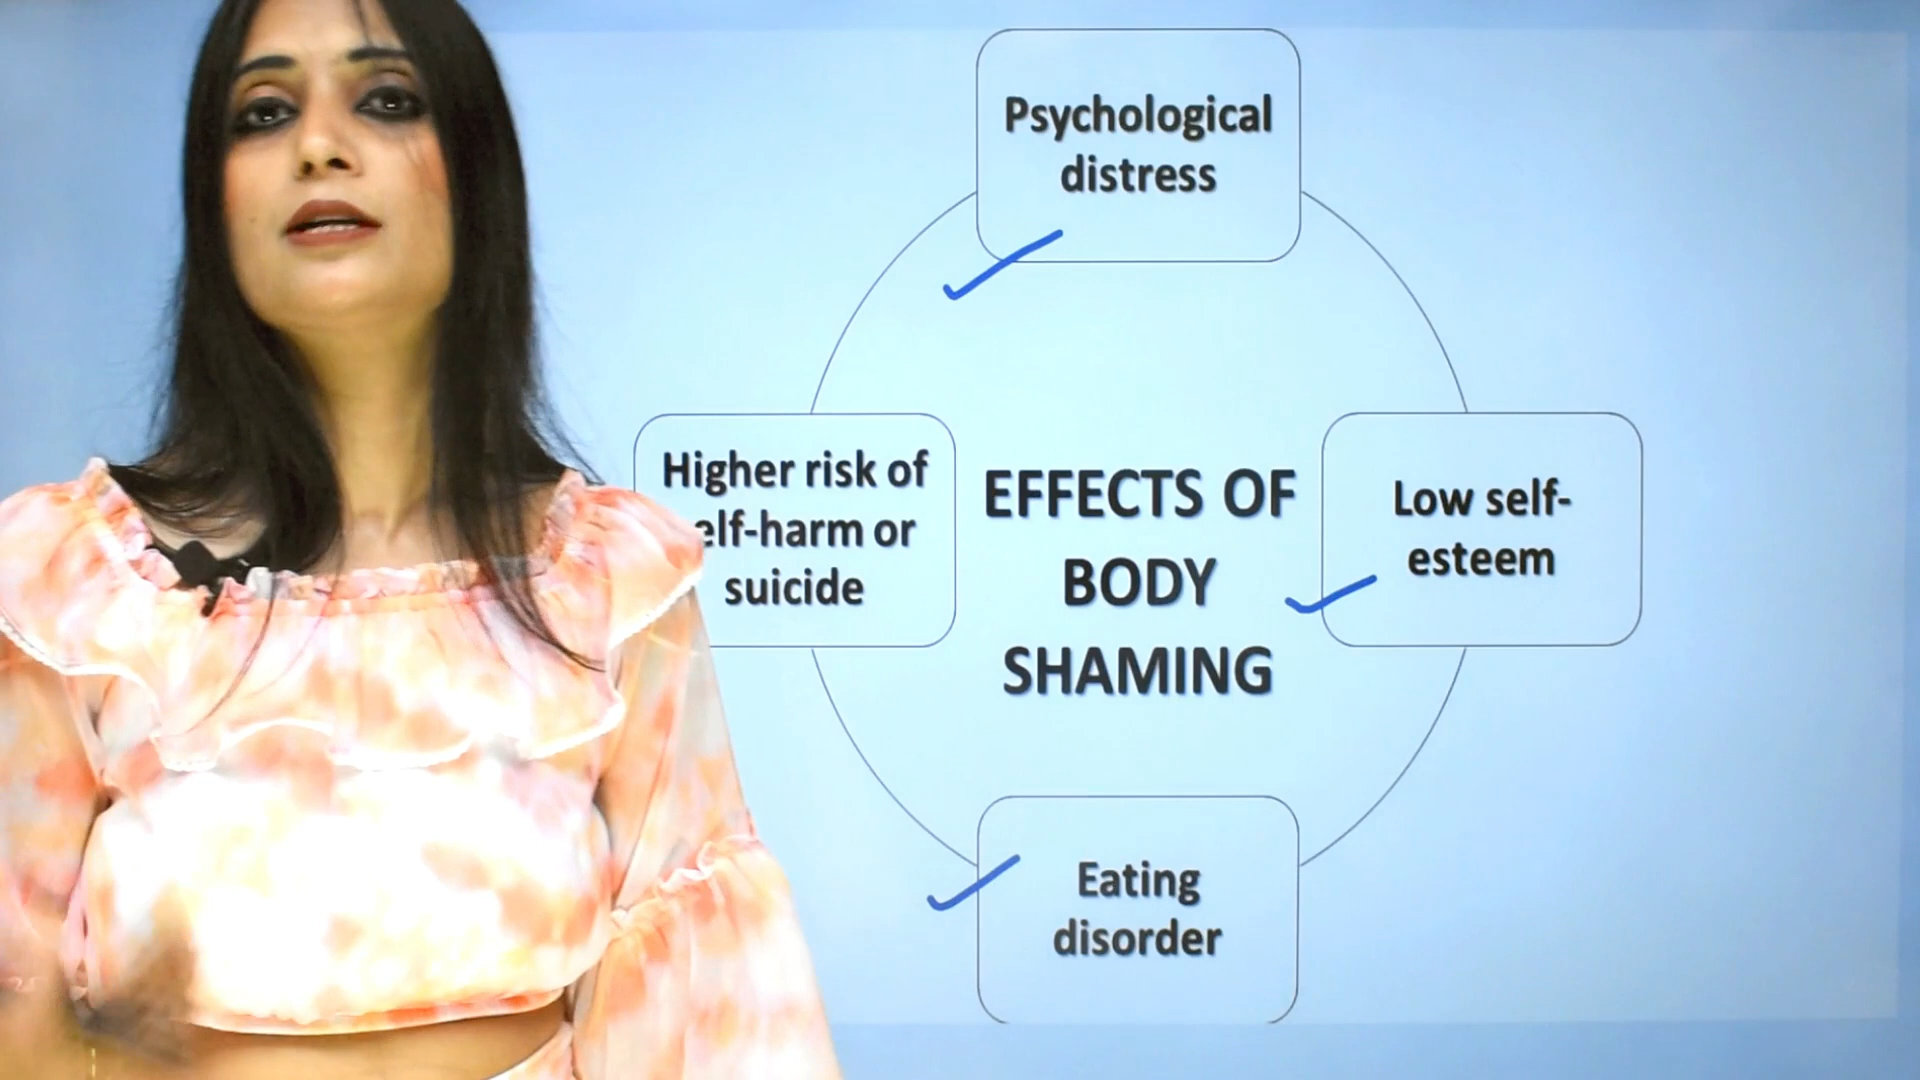 Psychological
distress
Higher risk of
elf-harm or
suicide
EFFECTS OF
BODY
SHAMING
Low self-
esteem
Eating
disorder